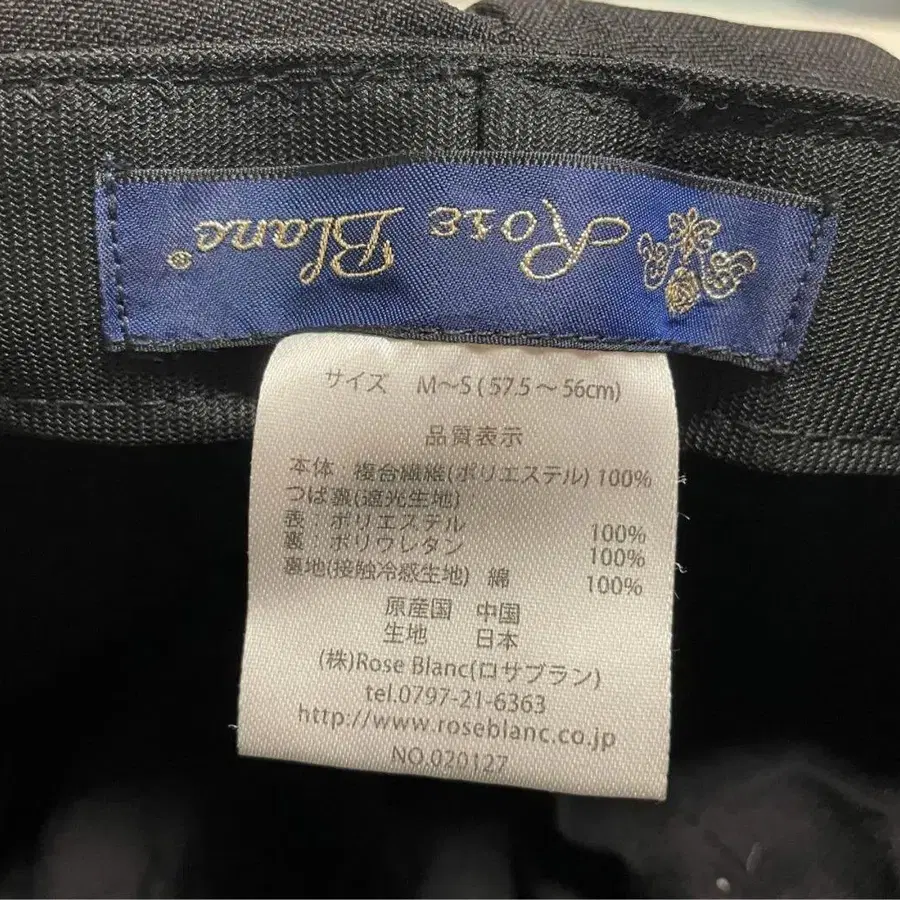 Rose Blanc®
サイズ M～S ( 57.5 ～ 56cm)
品質表示
本体 複合繊維(ポリエステル) 100%
つば裏(遮光生地)
表：ポリエステル 100%
裏：ポリウレタン 100%
裏地(接触冷感生地) 綿 100%
原産国 中国
生地 日本
(株)Rose Blanc(ロサブラン)
tel.0797-21-6363
http://www.roseblanc.co.jp
NO.020127